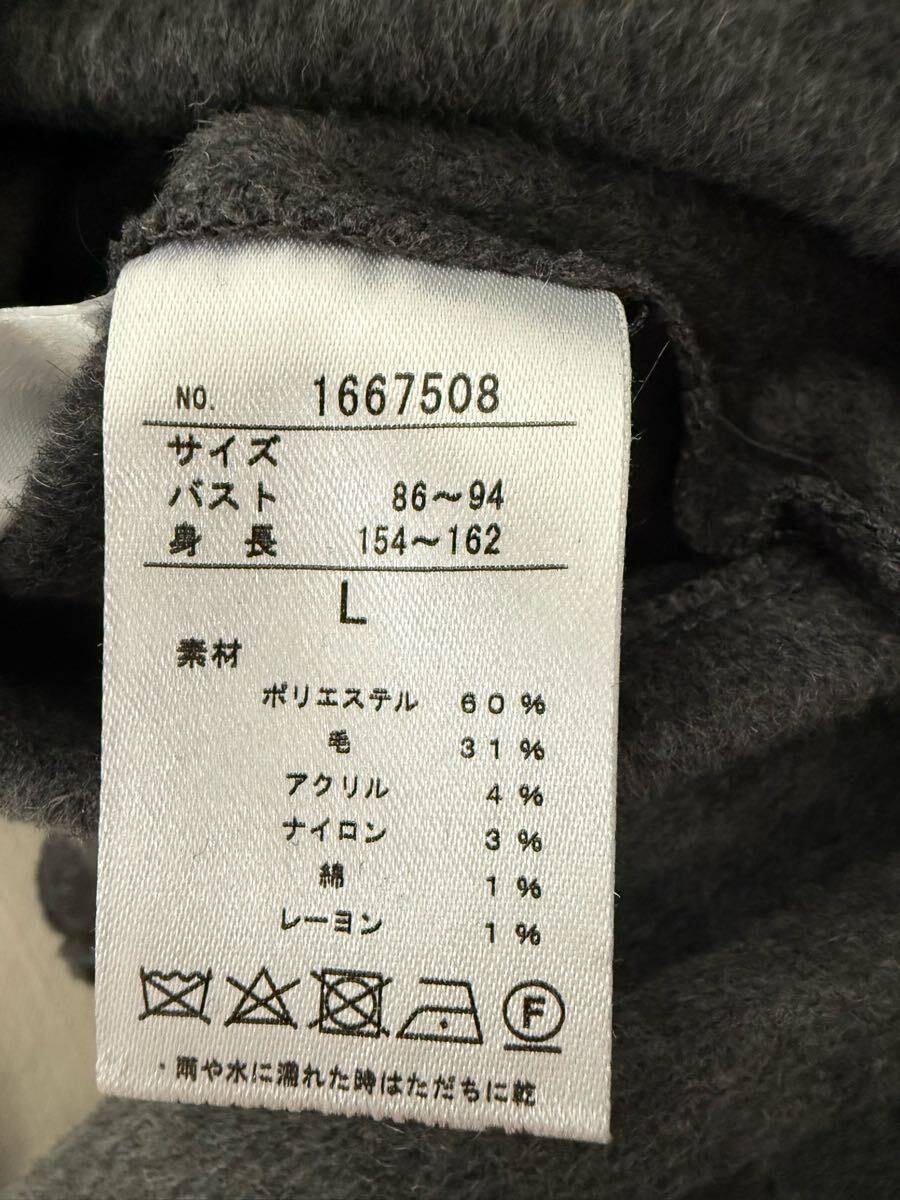 NO. 1667508
サイズ
バスト 86～94
身長 154～162
L
素材
ポリエステル 60%
毛 31%
アクリル 4%
ナイロン 3%
綿 1%
レーヨン 1%
F
・雨や水に濡れた時はただちに乾